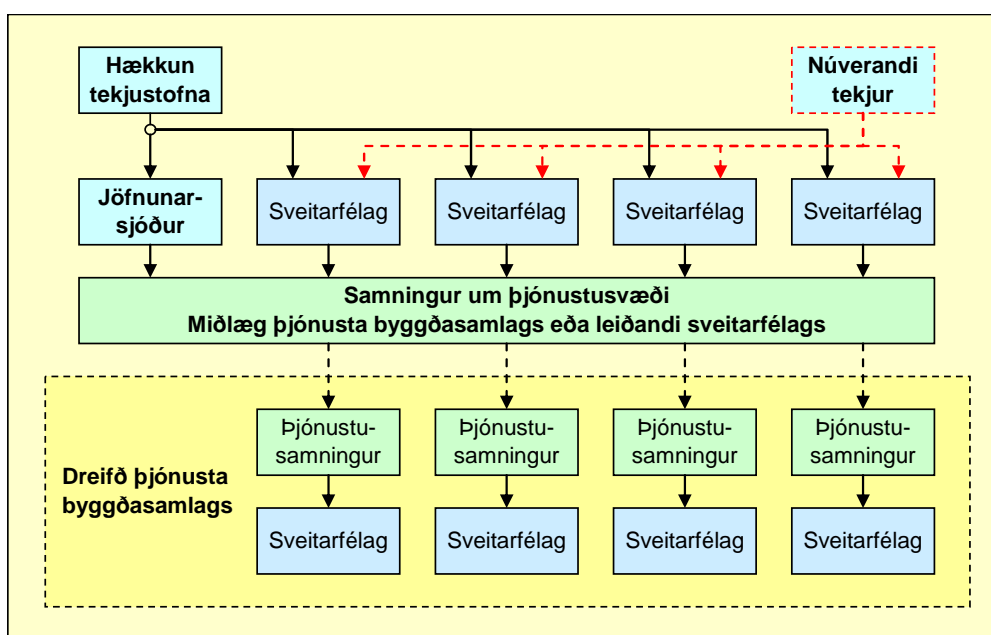 Hækkun
tekjustofna
Núverandi
tekjur
Jöfnunar-
sjóður
Sveitarfélag
Sveitarfélag
Sveitarfélag
Sveitarfélag
Samningur um þjónustusvæði
Miðlæg þjónusta byggðasamlags eða leiðandi sveitarfélags
Dreifð þjónusta
byggðasamlags
Þjónustu-
samningur
Þjónustu-
samningur
Þjónustu-
samningur
Þjónustu-
samningur
Sveitarfélag
Sveitarfélag
Sveitarfélag
Sveitarfélag